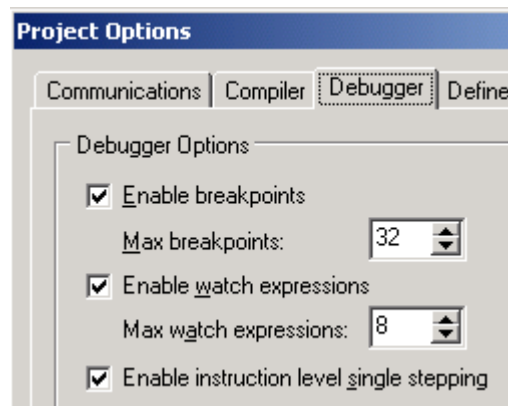 Project Options
Communications Compiler Debugger Define
Debugger Options
Enable breakpoints
Max breakpoints: 32
Enable watch expressions
Max watch expressions: 8
Enable instruction level single stepping